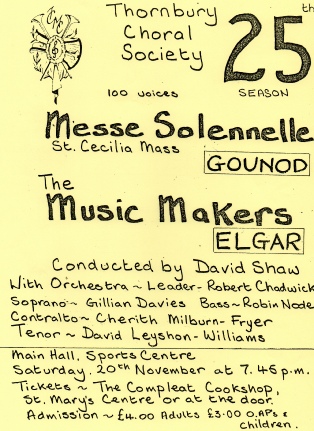 Thornbury
Choral
Society
25th
100 voices
SEASON
Messe Solennelle
St. Cecilia Mass
GOUNOD
The
Music Makers
ELGAR
Conducted by David Shaw
With Orchestra ~ Leader- Robert Chadwick
Soprano ~ Gillian Davies Bass ~ Robin Node
Contralto ~ Cherith Milburn- Fryer
Tenor ~ David Leyshon- Williams
Main Hall, Sports Centre
Saturday. 20th November at 7.45 p.m.
Tickets ~ The Compleat Cookshop,
St. Mary's Centre or at the door.
Admission ~ £4.00 Adults £3.00 O.A.Ps &
children.